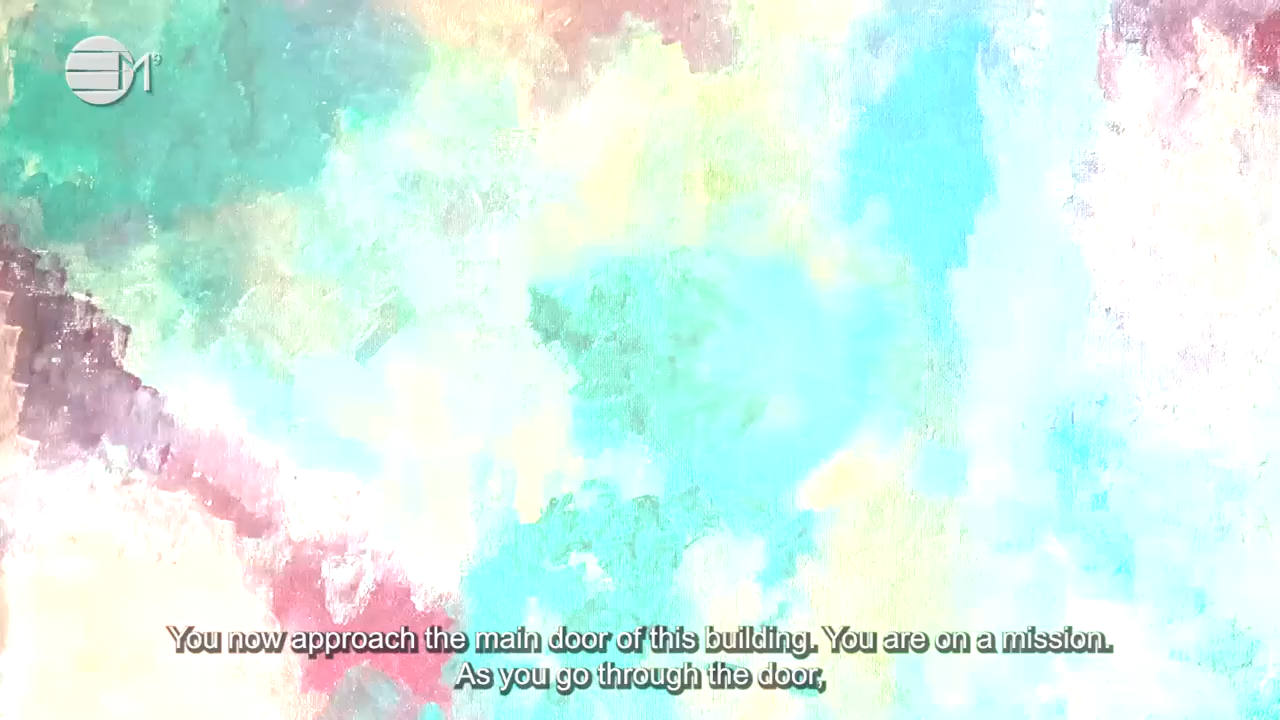 EM9
You now approach the main door of this building. You are on a mission.
As you go through the door,